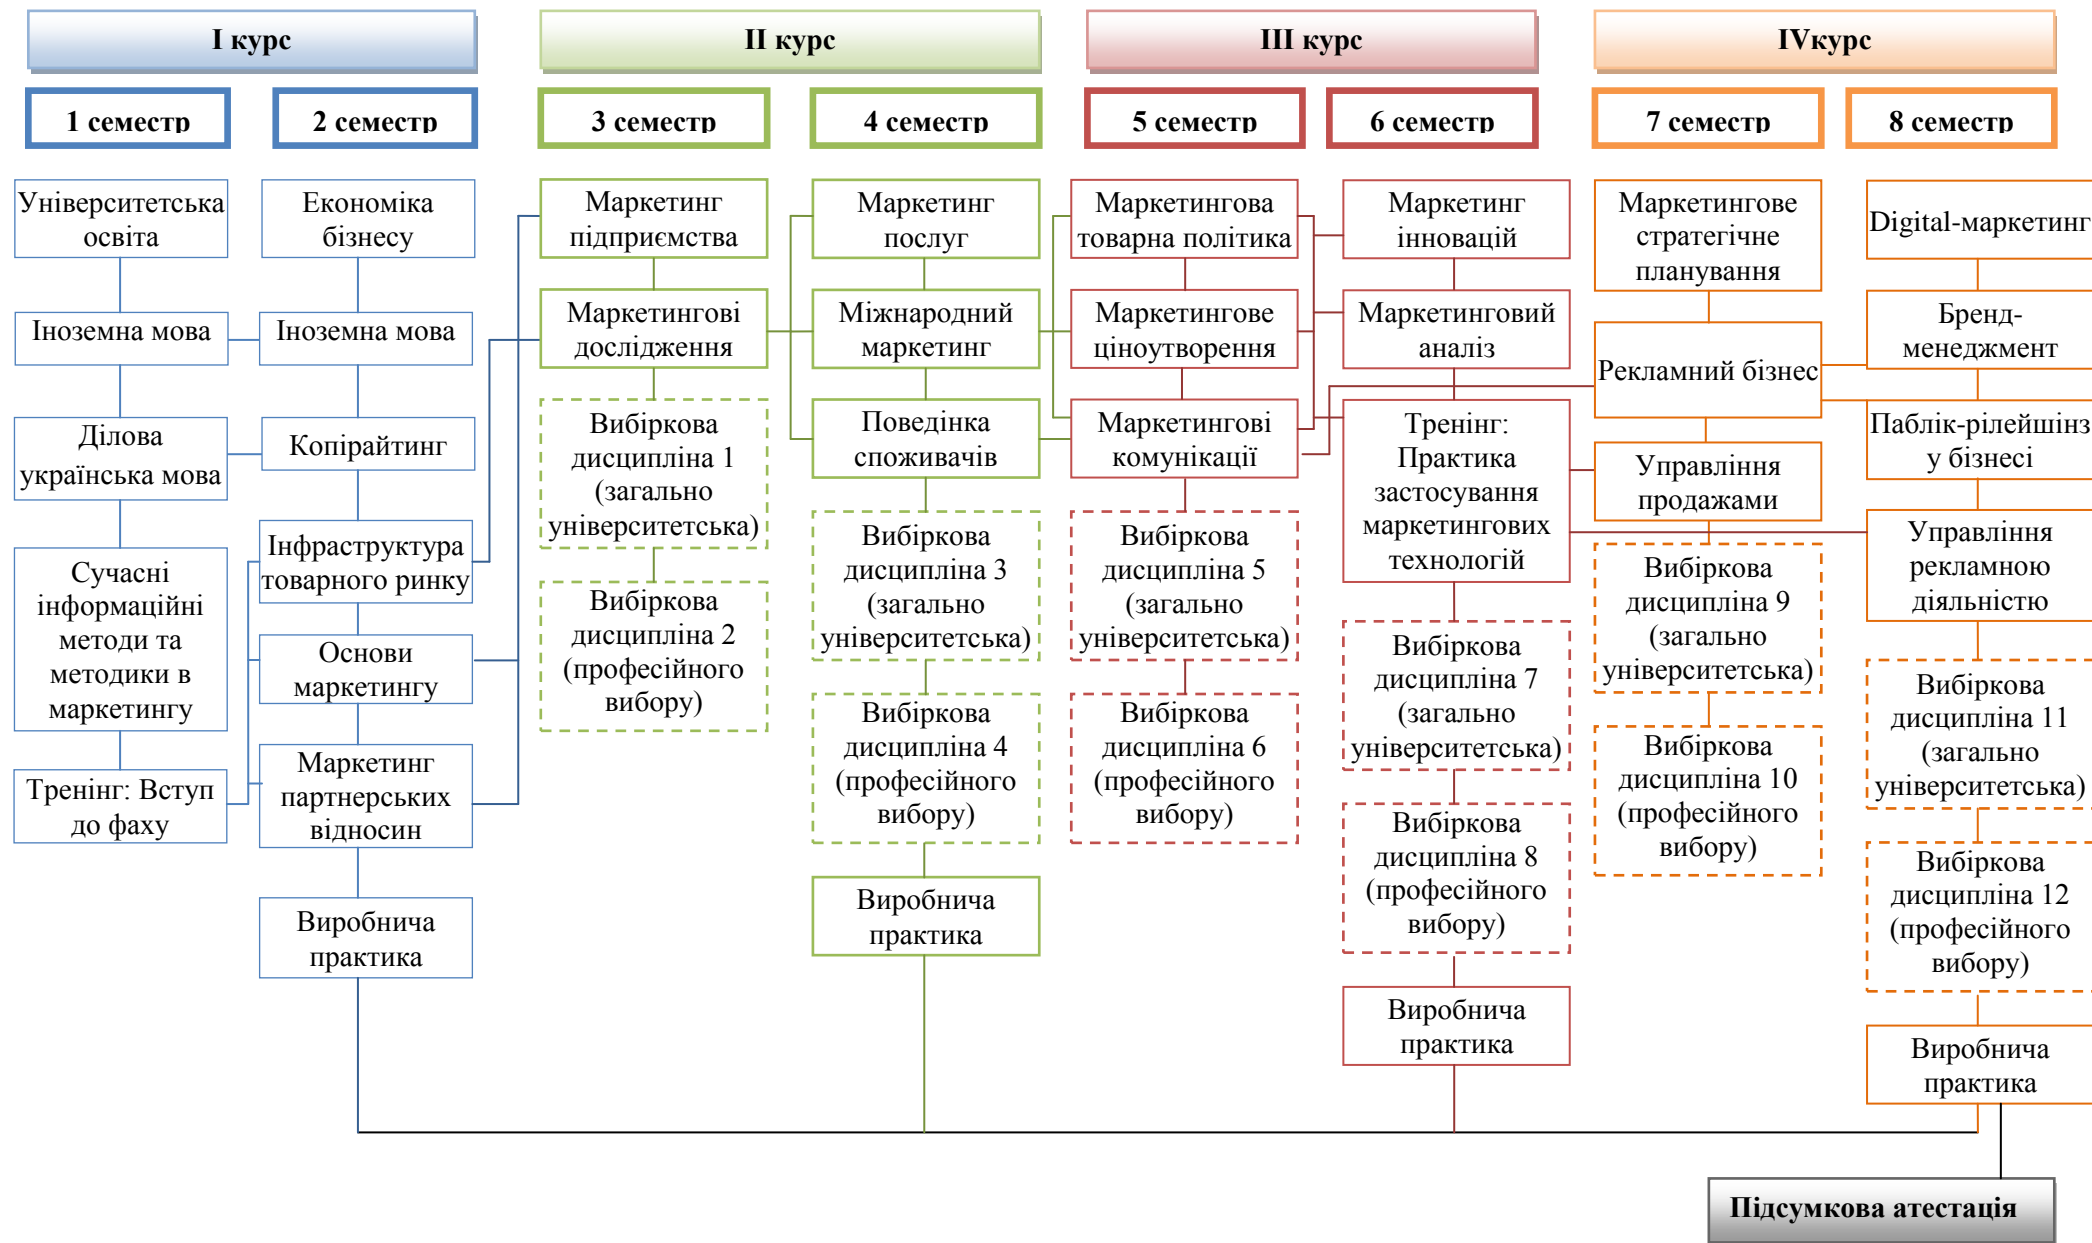 І курс
ІІ курс
ІІІ курс
IVкурс
1 семестр
2 семестр
3 семестр
4 семестр
5 семестр
6 семестр
7 семестр
8 семестр
Університетська
освіта
Іноземна мова
Ділова
українська мова
Сучасні
інформаційні
методи та
методики в
маркетингу
Тренінг: Вступ
до фаху
Економіка
бізнесу
Іноземна мова
Копірайтинг
Інфраструктура
товарного ринку
Основи
маркетингу
Маркетинг
партнерських
відносин
Виробнича
практика
Маркетинг
підприємства
Маркетингові
дослідження
Вибіркова
дисципліна 1
(загально
університетська)
Вибіркова
дисципліна 2
(професійного
вибору)
Маркетинг
послуг
Міжнародний
маркетинг
Поведінка
споживачів
Вибіркова
дисципліна 3
(загально
університетська)
Вибіркова
дисципліна 4
(професійного
вибору)
Виробнича
практика
Маркетингова
товарна політика
Маркетингове
ціноутворення
Маркетингові
комунікації
Вибіркова
дисципліна 5
(загально
університетська)
Вибіркова
дисципліна 6
(професійного
вибору)
Маркетинг
інновацій
Маркетинговий
аналіз
Тренінг:
Практика
застосування
маркетингових
технологій
Вибіркова
дисципліна 7
(загально
університетська)
Вибіркова
дисципліна 8
(професійного
вибору)
Виробнича
практика
Маркетингове
стратегічне
планування
Рекламний бізнес
Управління
продажами
Вибіркова
дисципліна 9
(загально
університетська)
Вибіркова
дисципліна 10
(професійного
вибору)
Digital-маркетинг
Бренд-
менеджмент
Паблік-рілейшінз
у бізнесі
Управління
рекламною
діяльністю
Вибіркова
дисципліна 11
(загально
університетська)
Вибіркова
дисципліна 12
(професійного
вибору)
Виробнича
практика
Підсумкова атестація